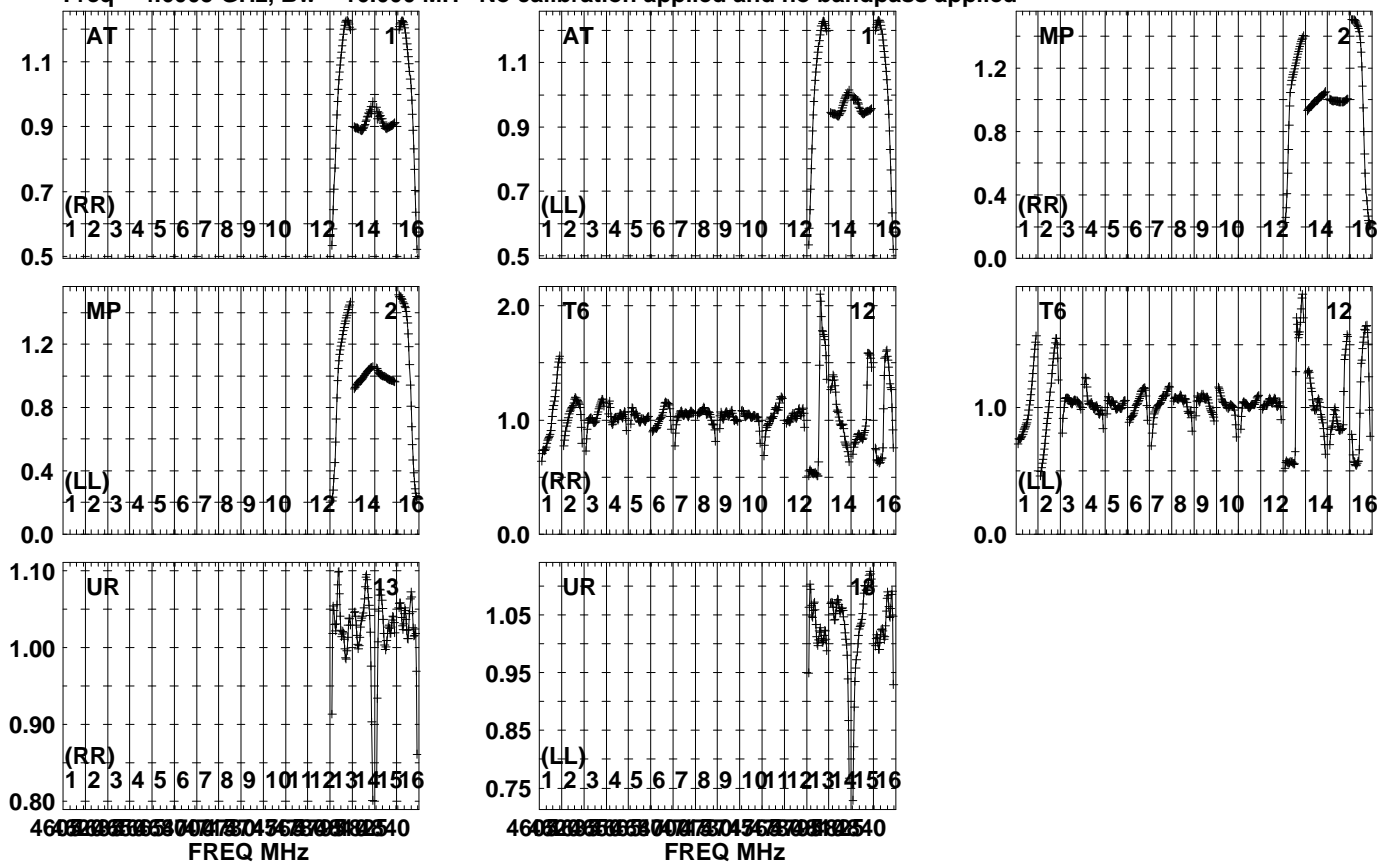 No calibration applied and no bandpass applied
AT 1
1.1
0.9
0.7
(RR)
1 2 3 4 5 6 7 8 9 10 12 14 16
0.5
AT 1
1.1
0.9
0.7
(LL)
1 2 3 4 5 6 7 8 9 10 12 14 16
0.5
MP 2
1.2
0.8
0.4
(RR)
1 2 3 4 5 6 7 8 9 10 12 14 16
0.0
MP 2
1.2
0.8
0.4
(LL)
1 2 3 4 5 6 7 8 9 10 12 14 16
0.0
T6 12
2.0
1.0
(RR)
1 2 3 4 5 6 7 8 9 10 12 14 16
0.0
T6 12
1.0
(LL)
1 2 3 4 5 6 7 8 9 10 12 14 16
0.0
UR 13
1.10
1.00
0.90
(RR)
1 2 3 4 5 6 7 8 9 10 11 12 13 14 15 16
0.80
FREQ MHz
UR 13
1.05
0.95
0.85
(LL)
1 2 3 4 5 6 7 8 9 10 11 12 13 14 15 16
0.75
FREQ MHz